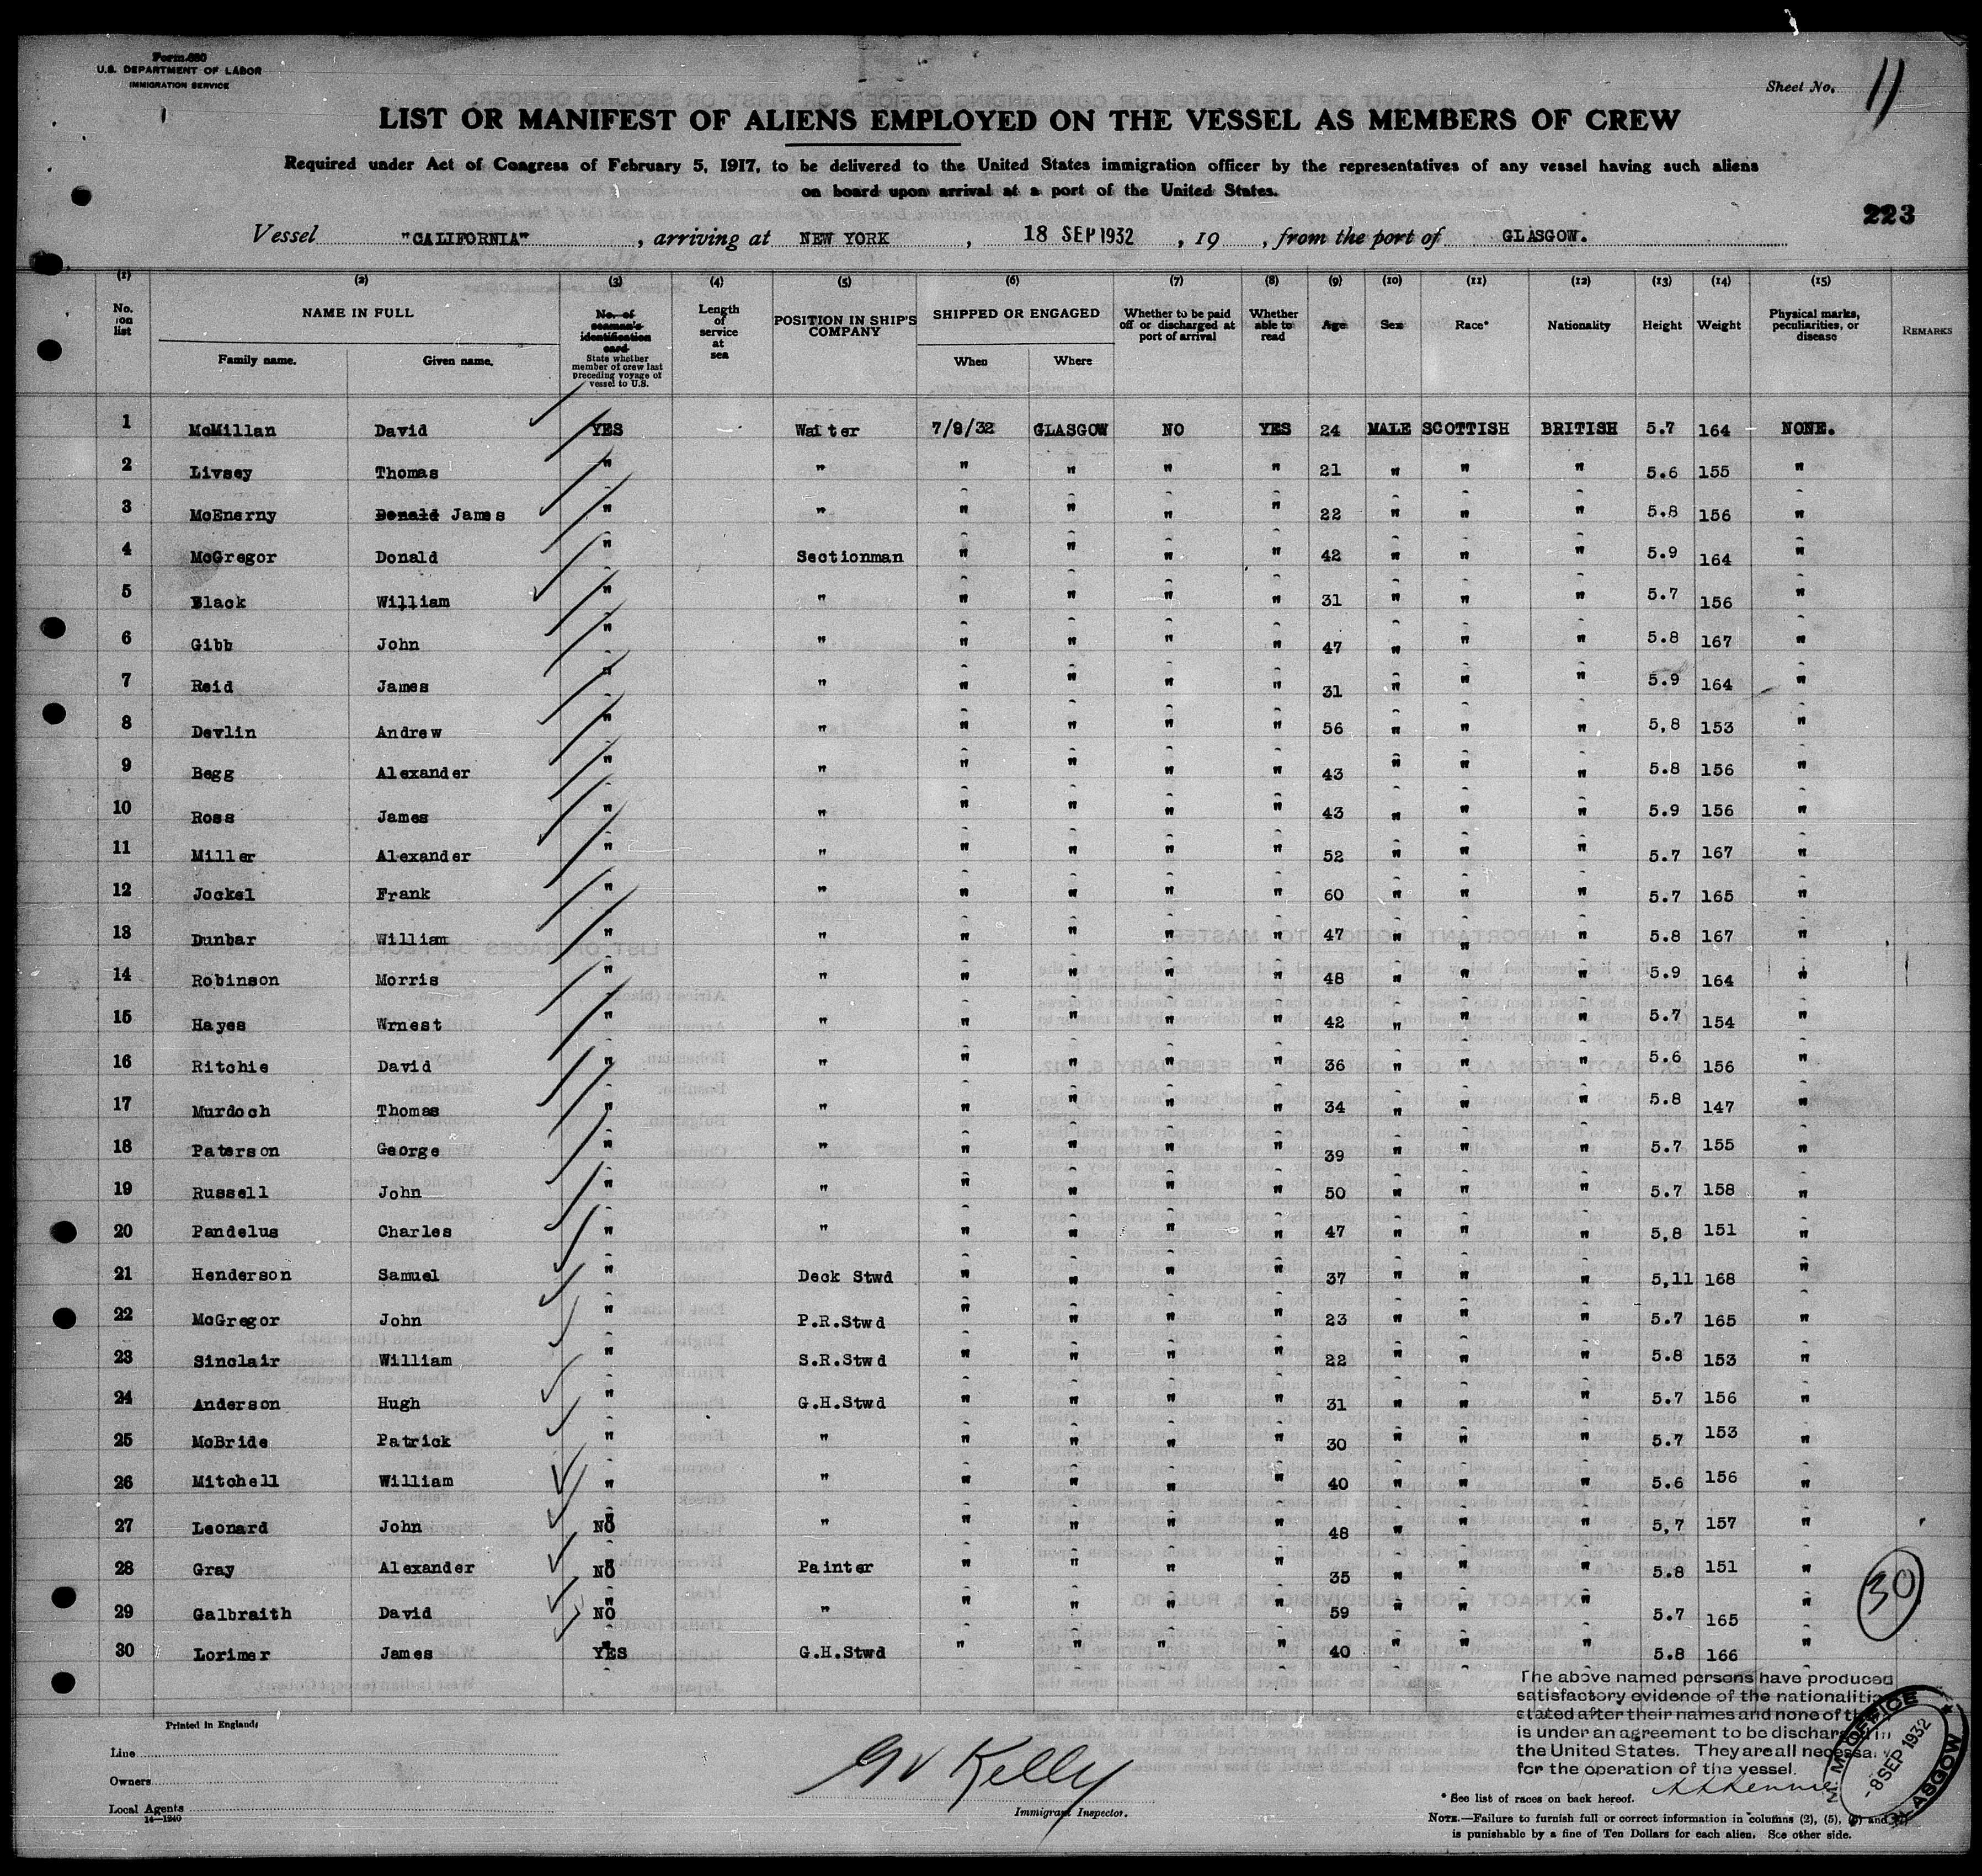 Form 680
U.S. DEPARTMENT OF LABOR
IMMIGRATION SERVICE
Sheet No. 11
LIST OR MANIFEST OF ALIENS EMPLOYED ON THE VESSEL AS MEMBERS OF CREW
Required under Act of Congress of February 5, 1917, to be delivered to the United States immigration officer by the representatives of any vessel having such aliens
on board upon arrival at a port of the United States.
223
Vessel "CALIFORNIA" , arriving at NEW YORK , 18 SEP 1932 , 19 , from the port of GLASGOW.
(1) (2) (3) (4) (5) (6) (7) (8) (9) (10) (11) (12) (13) (14) (15)
No. on list NAME IN FULL Family name. Given name. No. of seaman's identification card State whether member of crew last preceding voyage of vessel to U.S. Length of service at sea POSITION IN SHIP'S COMPANY SHIPPED OR ENGAGED When Where Whether to be paid off or discharged at port of arrival Whether able to read Age Sex Race* Nationality Height Weight Physical marks, peculiarities, or disease REMARKS
1 McMillan David YES Waiter 7/9/32 GLASGOW NO YES 24 MALE SCOTTISH BRITISH 5.7 164 NONE.
2 Livsey Thomas " " " " " " 21 " " " 5.6 155 "
3 McEnerny Donald James " " " " " " 22 " " " 5.8 156 "
4 McGregor Donald " Sectionman " " " " 42 " " " 5.9 164 "
5 Black William " " " " " " 31 " " " 5.7 156 "
6 Gibb John " " " " " " 47 " " " 5.8 167 "
7 Reid James " " " " " " 31 " " " 5.9 164 "
8 Devlin Andrew " " " " " " 56 " " " 5,8 153 "
9 Begg Alexander " " " " " " 43 " " " 5.8 156 "
10 Ross James " " " " " " 43 " " " 5.9 156 "
11 Miller Alexander " " " " " " 52 " " " 5.7 167 "
12 Jockel Frank " " " " " " 60 " " " 5.7 165 "
13 Dunbar William " " " " " " 47 " " " 5.8 167 "
14 Robinson Morris " " " " " " 48 " " " 5.9 164 "
15 Hayes Wrnest " " " " " " 42 " " " 5.7 154 "
16 Ritchie David " " " " " " 36 " " " 5.6 156 "
17 Murdoch Thomas " " " " " " 34 " " " 5.8 147 "
18 Paterson George " " " " " " 39 " " " 5.7 155 "
19 Russell John " " " " " " 50 " " " 5.7 158 "
20 Pandelus Charles " " " " " " 47 " " " 5,8 151 "
21 Henderson Samuel " Deck Stwd " " " " 37 " " " 5,11 168 "
22 McGregor John " P.R.Stwd " " " " 23 " " " 5.7 165 "
23 Sinclair William " S.R.Stwd " " " " 22 " " " 5.8 153 "
24 Anderson Hugh " G.H.Stwd " " " " 31 " " " 5.7 156 "
25 McBride Patrick " " " " " " 30 " " " 5.7 153 "
26 Mitchell William " " " " " " 40 " " " 5.6 156 "
27 Leonard John NO " " " " " 48 " " " 5,7 157 "
28 Gray Alexander NO Painter " " " " 35 " " " 5.8 151 "
29 Galbraith David NO " " " " " 59 " " " 5.7 165 "
30 Lorimer James YES G.H.Stwd " " " " 40 " " " 5.8 166 "
30
The above named persons have produced
satisfactory evidence of the nationalities
stated after their names and none of them
is under an agreement to be discharged in
the United States. They are all necessary
for the operation of the vessel.
M.M. OFFICE GLASGOW -8 SEP 1932
Printed in England
Line
Owners
Local Agents
14—1240
GV Kelly
Immigrant Inspector.
* See list of races on back hereof.
NOTE.—Failure to furnish full or correct information in columns (2), (5), (6) and
is punishable by a fine of Ten Dollars for each alien. See other side.